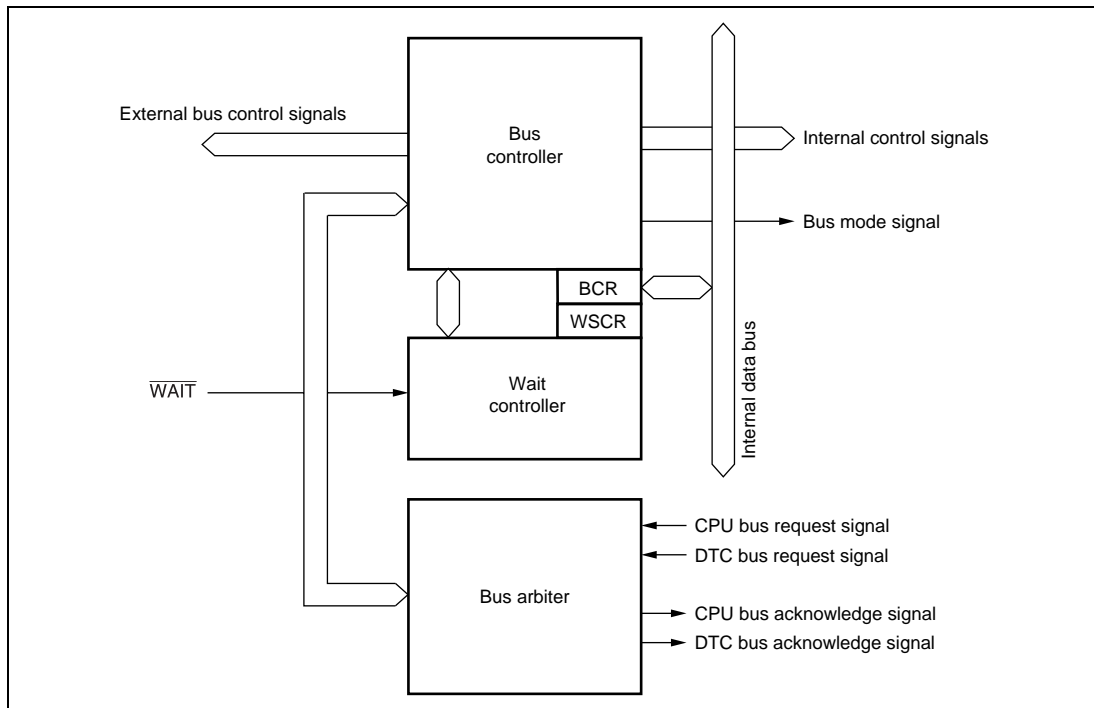 External bus control signals
Bus
controller
Internal control signals
Bus mode signal
BCR
WSCR
WAIT
Wait
controller
Internal data bus
Bus arbiter
CPU bus request signal
DTC bus request signal
CPU bus acknowledge signal
DTC bus acknowledge signal